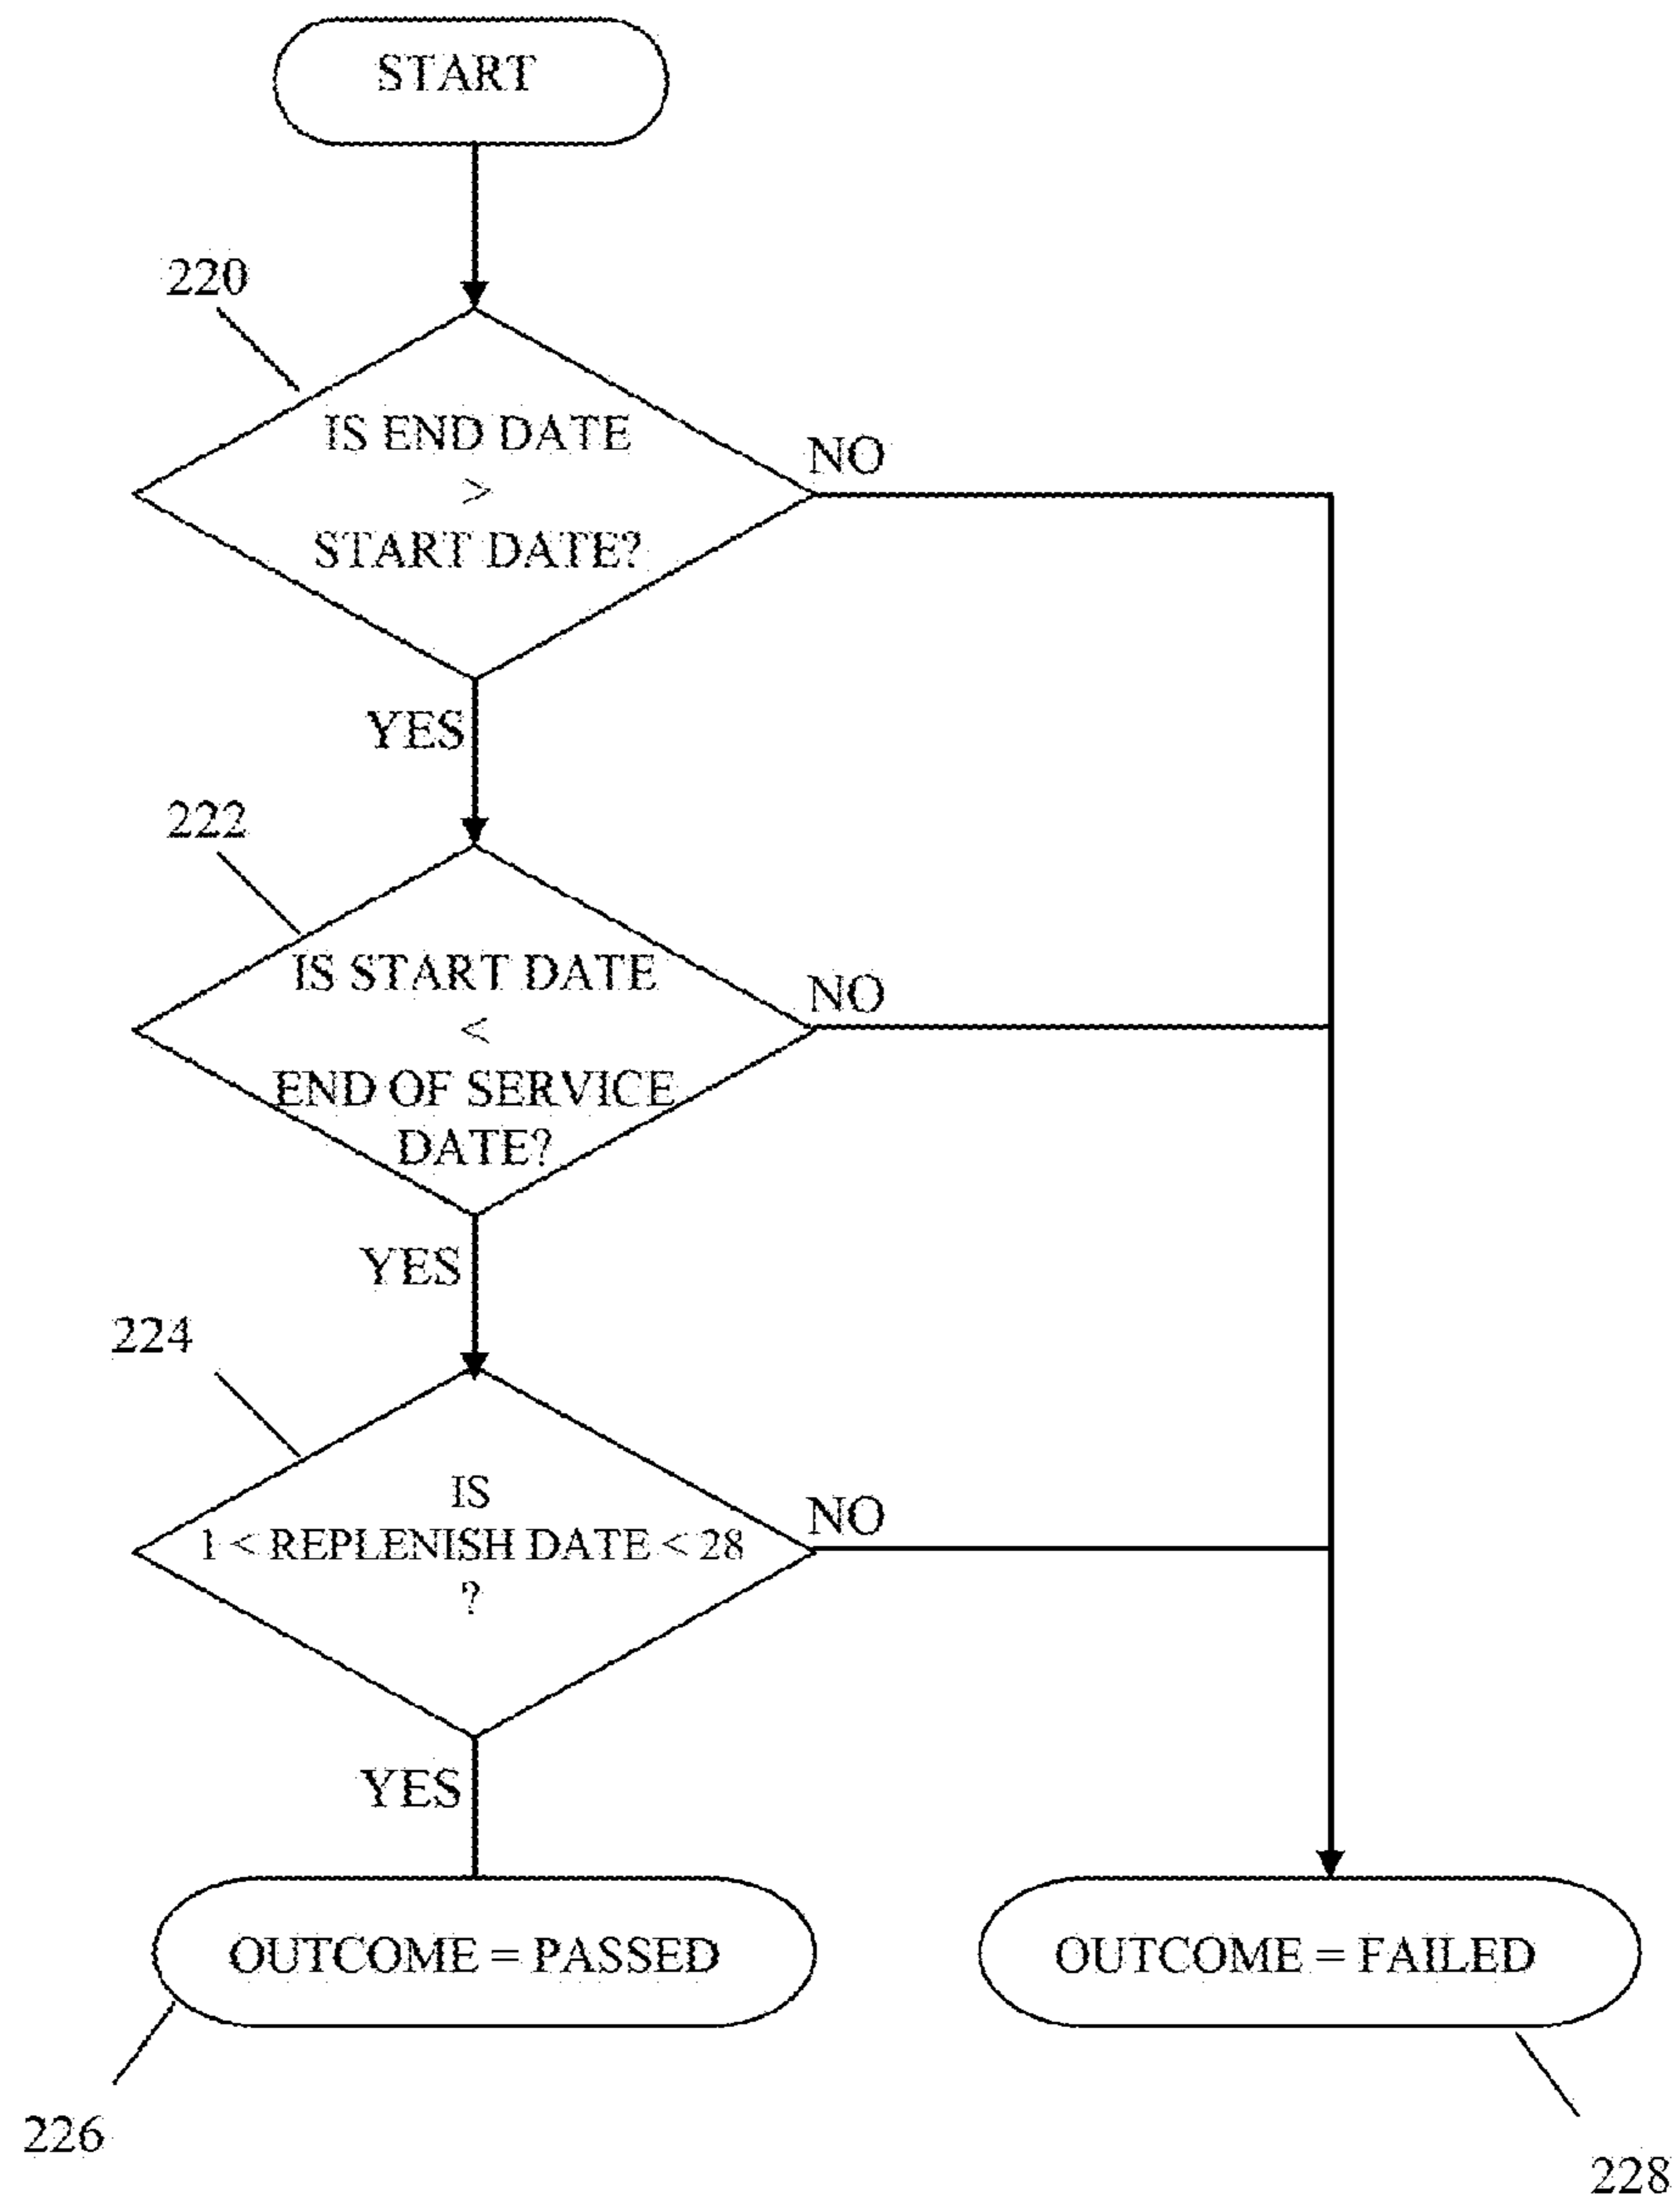 START
220
IS END DATE
>
START DATE?
NO
YES
222
IS START DATE
<
END OF SERVICE
DATE?
NO
YES
224
IS
1 < REPLENISH DATE < 28
?
NO
YES
OUTCOME = PASSED
OUTCOME = FAILED
226
228